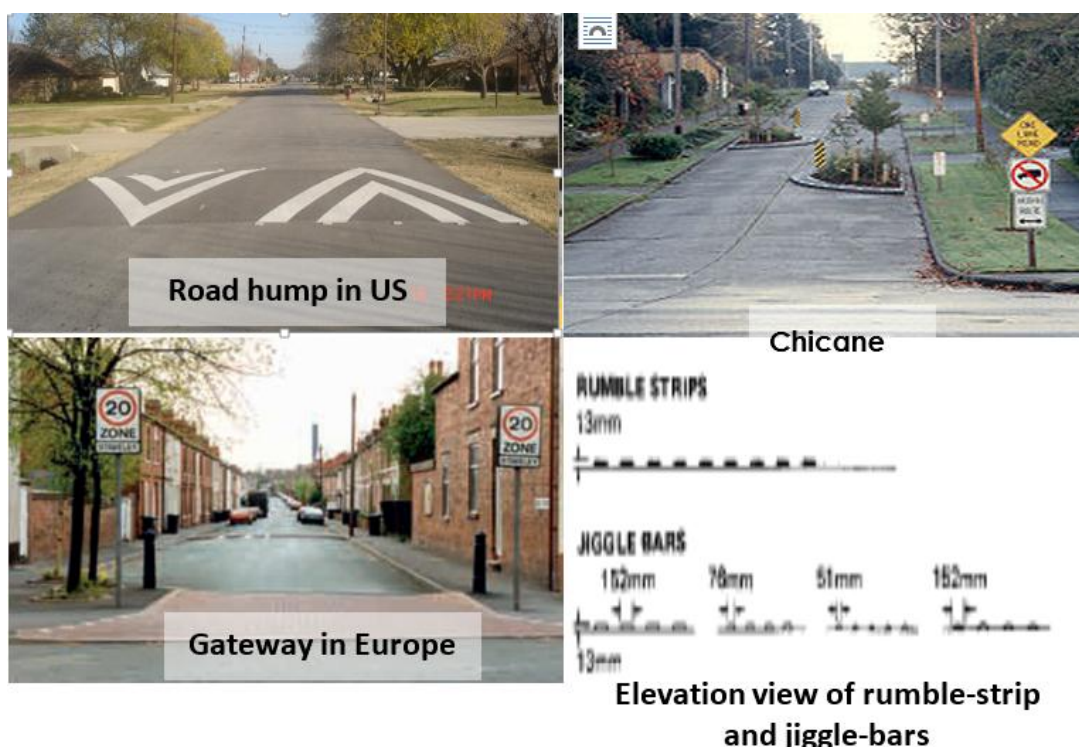 Road hump in US
ONE
LANE
ROAD
Chicane
20
ZONE
20
ZONE
Gateway in Europe
RUMBLE STRIPS
13mm
JIGGLE BARS
152mm 76mm 51mm 152mm
13mm
Elevation view of rumble-strip
and jiggle-bars